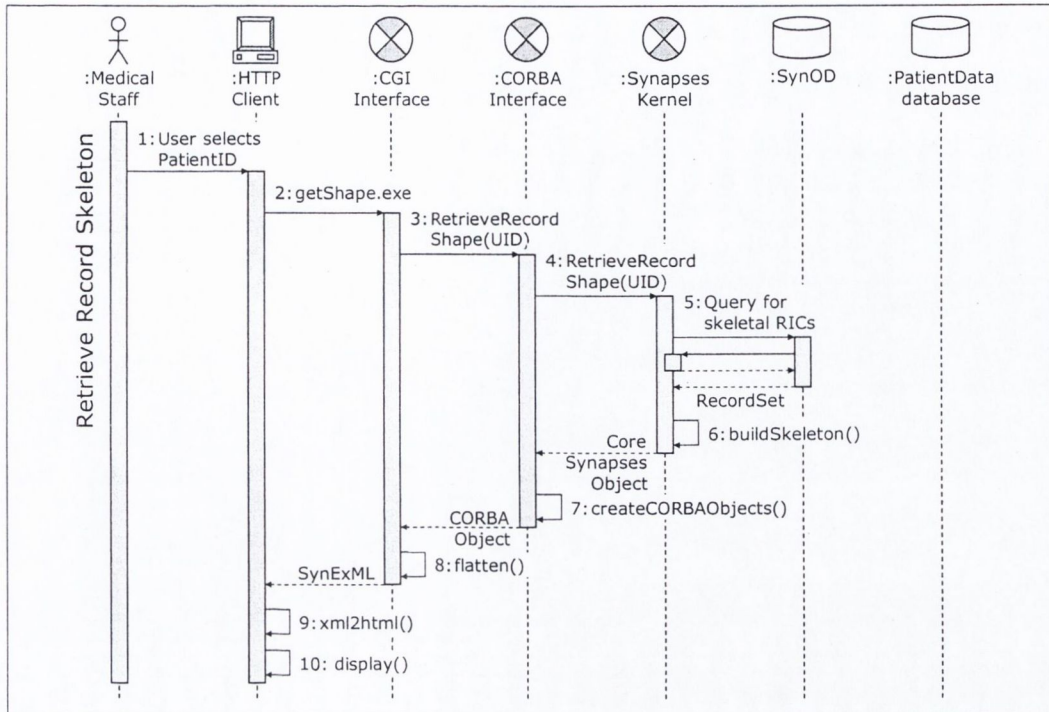 :Medical
Staff
:HTTP
Client
:CGI
Interface
:CORBA
Interface
:Synapses
Kernel
:SynOD
:PatientData
database
Retrieve Record Skeleton
1: User selects
PatientID
2: getShape.exe
3: RetrieveRecord
Shape(UID)
4: RetrieveRecord
Shape(UID)
5: Query for
skeletal RICs
RecordSet
6: buildSkeleton()
Core
Synapses
Object
7: createCORBAObjects()
CORBA
Object
8: flatten()
SynExML
9: xml2html()
10: display()